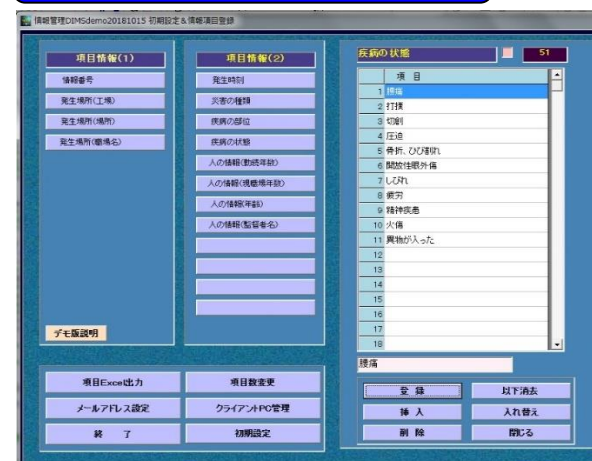 情報管理DIMSdemo20181015 初期設定&情報項目登録
項目情報(1)
情報番号
発生場所(工場)
発生場所(場所)
発生場所(職場名)
デモ版説明
項目情報(2)
発生時刻
災害の種類
疾病の部位
疾病の状態
人の情報(勤続年数)
人の情報(現職場年数)
人の情報(年齢)
人の情報(監督者名)
疾病の状態
51
項 目
1 腰痛
2 打撲
3 切創
4 圧迫
5 骨折、ひび割れ
6 開放性眼外傷
7 しびれ
8 疲労
9 精神疾患
10 火傷
11 異物が入った
12
13
14
15
16
17
18
腰痛
項目Excel出力
項目数変更
メールアドレス設定
クライアントPC管理
終 了
初期設定
登 録
以下消去
挿 入
入れ替え
削 除
閉じる